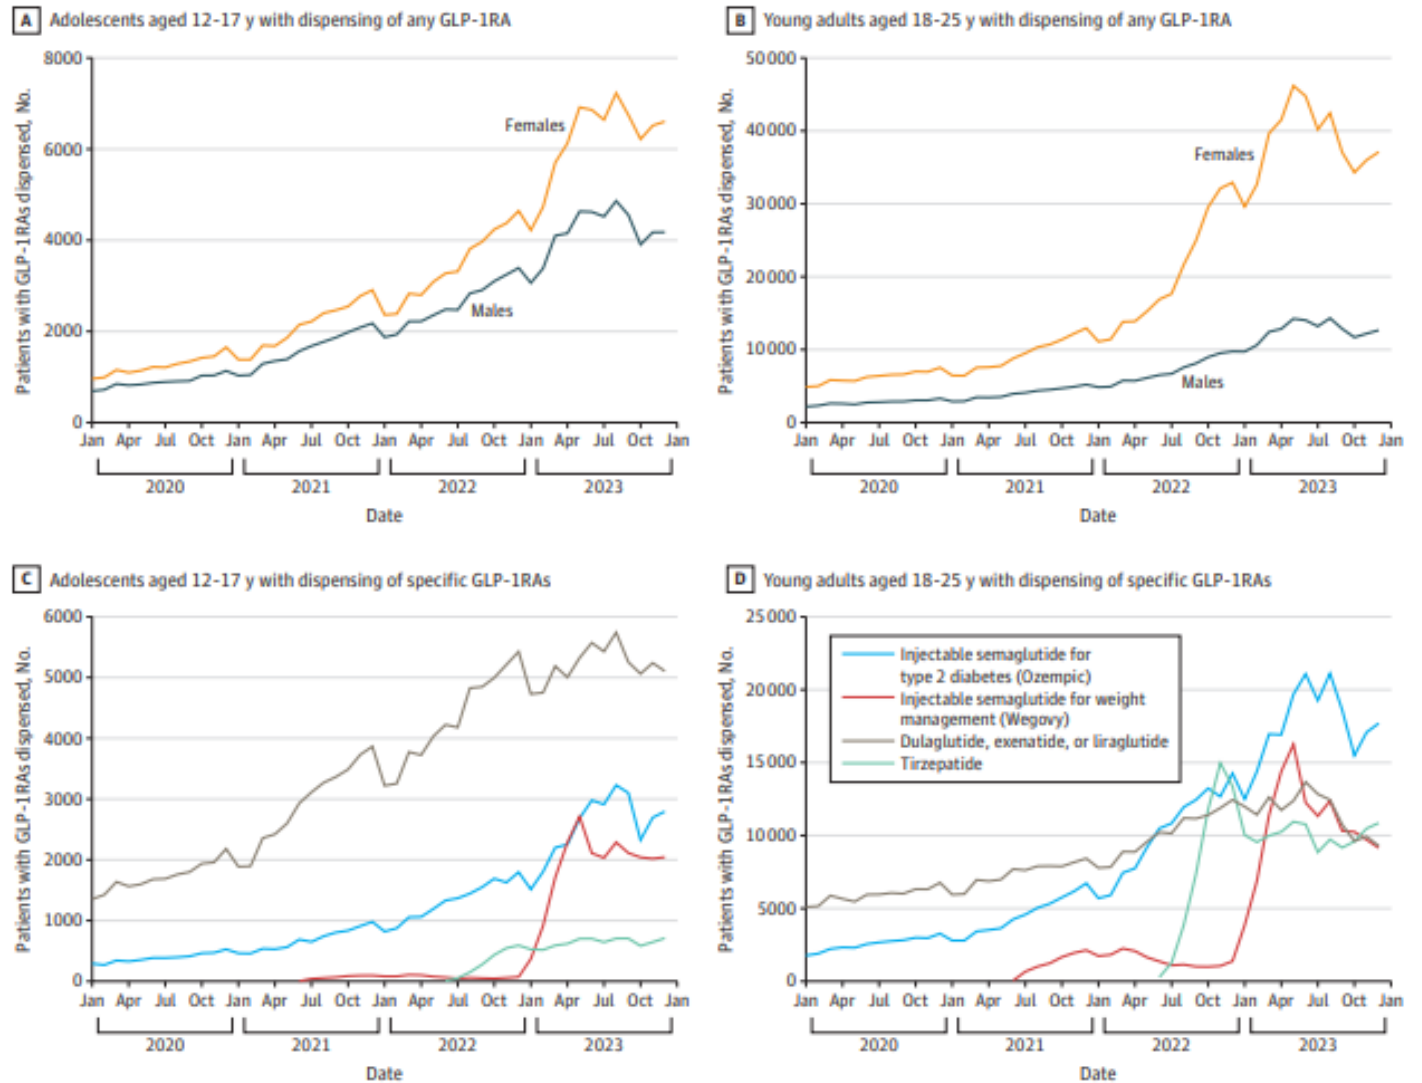 A Adolescents aged 12-17 y with dispensing of any GLP-1RA
Patients with GLP-1RAs dispensed, No.
8000
6000
4000
2000
0
Females
Males
Jan Apr Jul Oct Jan Apr Jul Oct Jan Apr Jul Oct Jan Apr Jul Oct Jan
2020 2021 2022 2023
Date
B Young adults aged 18-25 y with dispensing of any GLP-1RA
Patients with GLP-1RAs dispensed, No.
50000
40000
30000
20000
10000
0
Females
Males
Jan Apr Jul Oct Jan Apr Jul Oct Jan Apr Jul Oct Jan Apr Jul Oct Jan
2020 2021 2022 2023
Date
C Adolescents aged 12-17 y with dispensing of specific GLP-1RAs
Patients with GLP-1RAs dispensed, No.
6000
5000
4000
3000
2000
1000
0
Jan Apr Jul Oct Jan Apr Jul Oct Jan Apr Jul Oct Jan Apr Jul Oct Jan
2020 2021 2022 2023
Date
D Young adults aged 18-25 y with dispensing of specific GLP-1RAs
Patients with GLP-1RAs dispensed, No.
25000
20000
15000
10000
5000
0
Injectable semaglutide for
type 2 diabetes (Ozempic)
Injectable semaglutide for weight
management (Wegovy)
Dulaglutide, exenatide, or liraglutide
Tirzepatide
Jan Apr Jul Oct Jan Apr Jul Oct Jan Apr Jul Oct Jan Apr Jul Oct Jan
2020 2021 2022 2023
Date